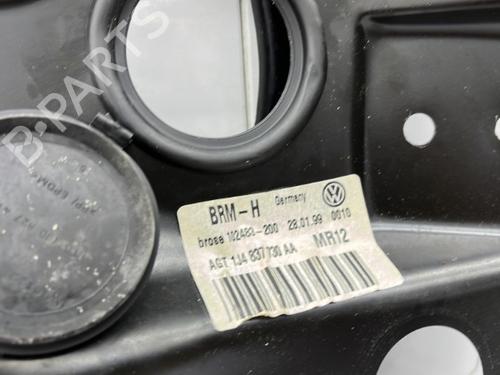 B-PARTS
BRM-H Germany
brose 102483-200 28.01.99 0010
AGT 1J4 837 730 AA MR12